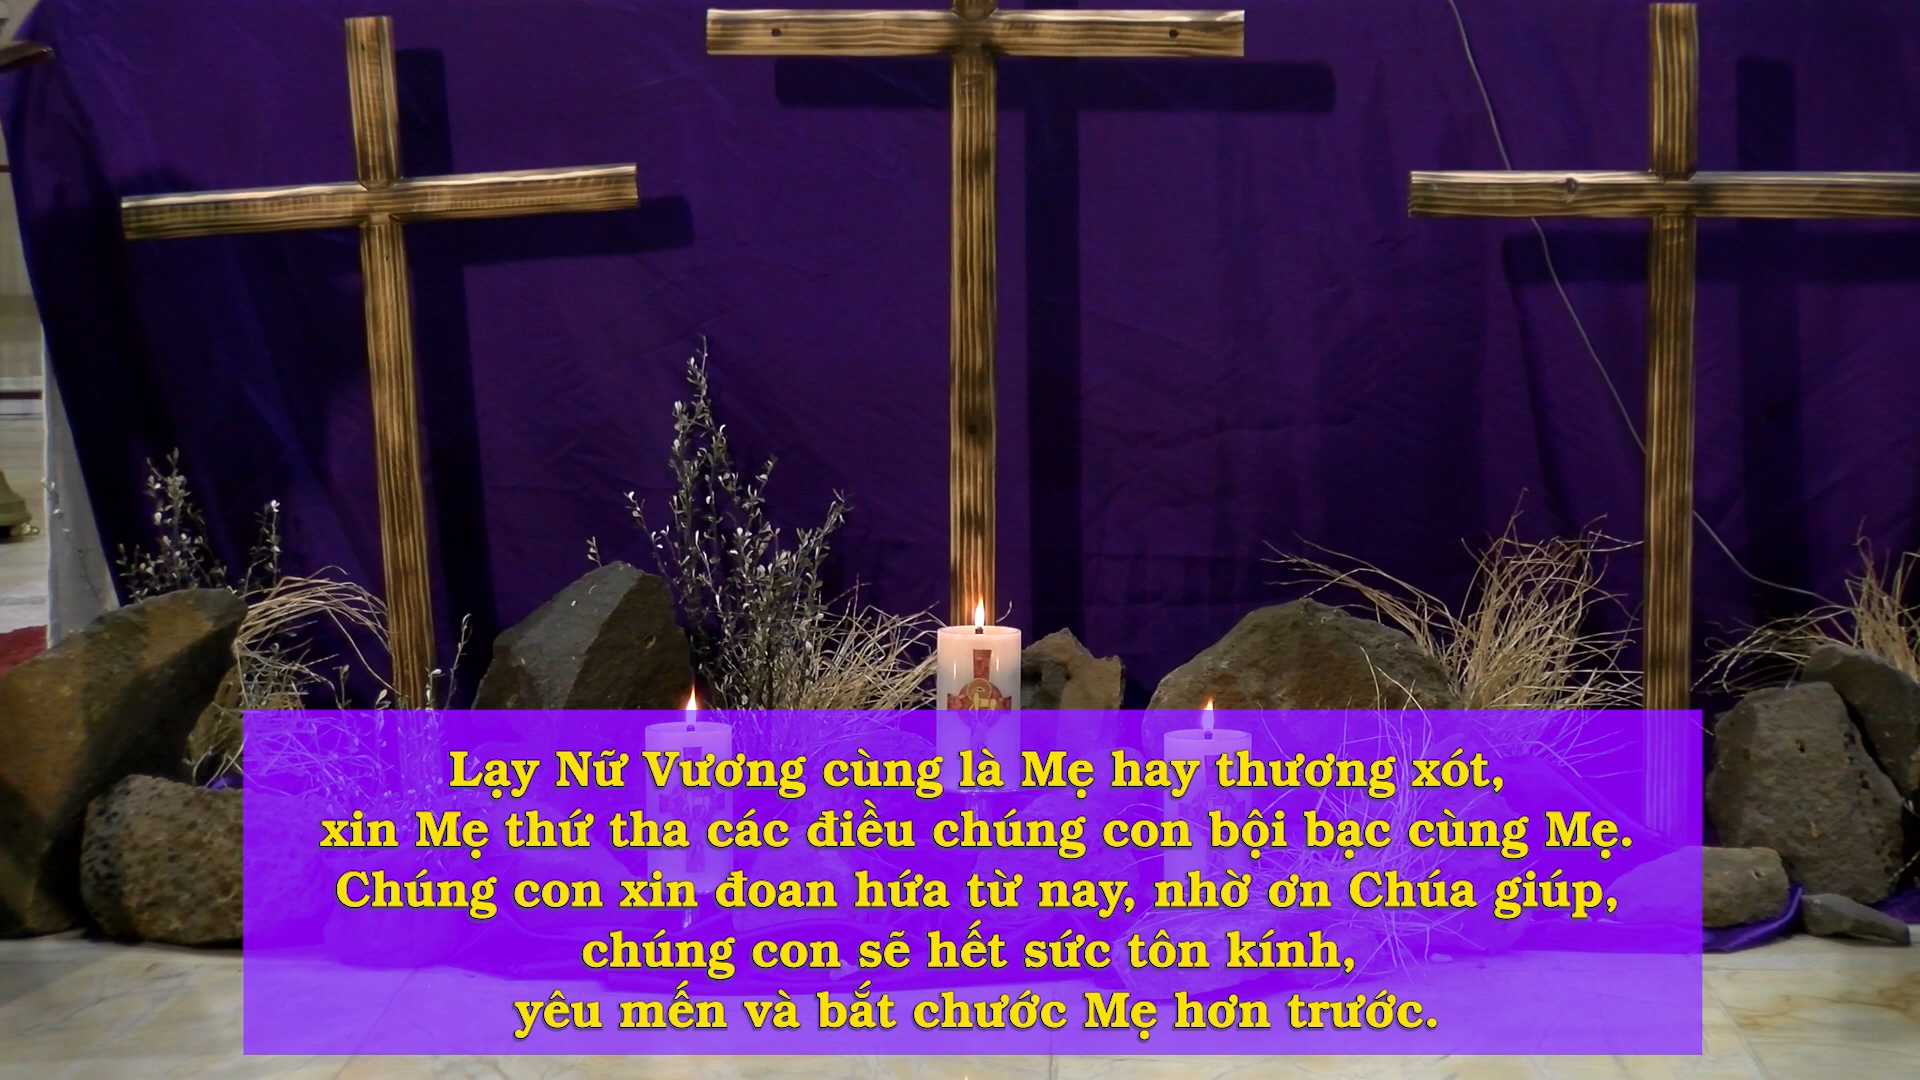 Lạy Nữ Vương cùng là Mẹ hay thương xót,
xin Mẹ thứ tha các điều chúng con bội bạc cùng Mẹ.
Chúng con xin đoan hứa từ nay, nhờ ơn Chúa giúp,
chúng con sẽ hết sức tôn kính,
yêu mến và bắt chước Mẹ hơn trước.